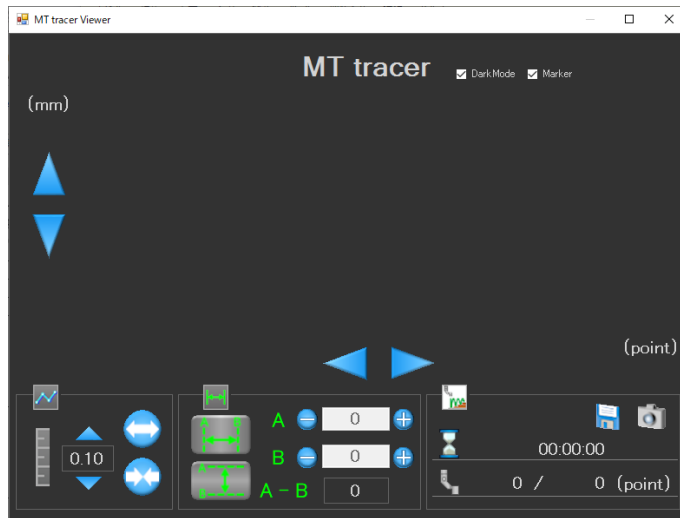 MT tracer Viewer
MT tracer
DarkMode
Marker
(mm)
(point)
A B
A 0
0.10
B 0
A
B
A - B 0
00:00:00
0 / 0 (point)